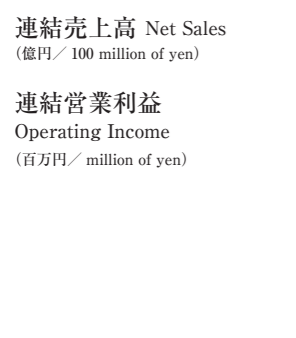 連結売上高 Net Sales
（億円／100 million of yen）
連結営業利益
Operating Income
（百万円／million of yen）